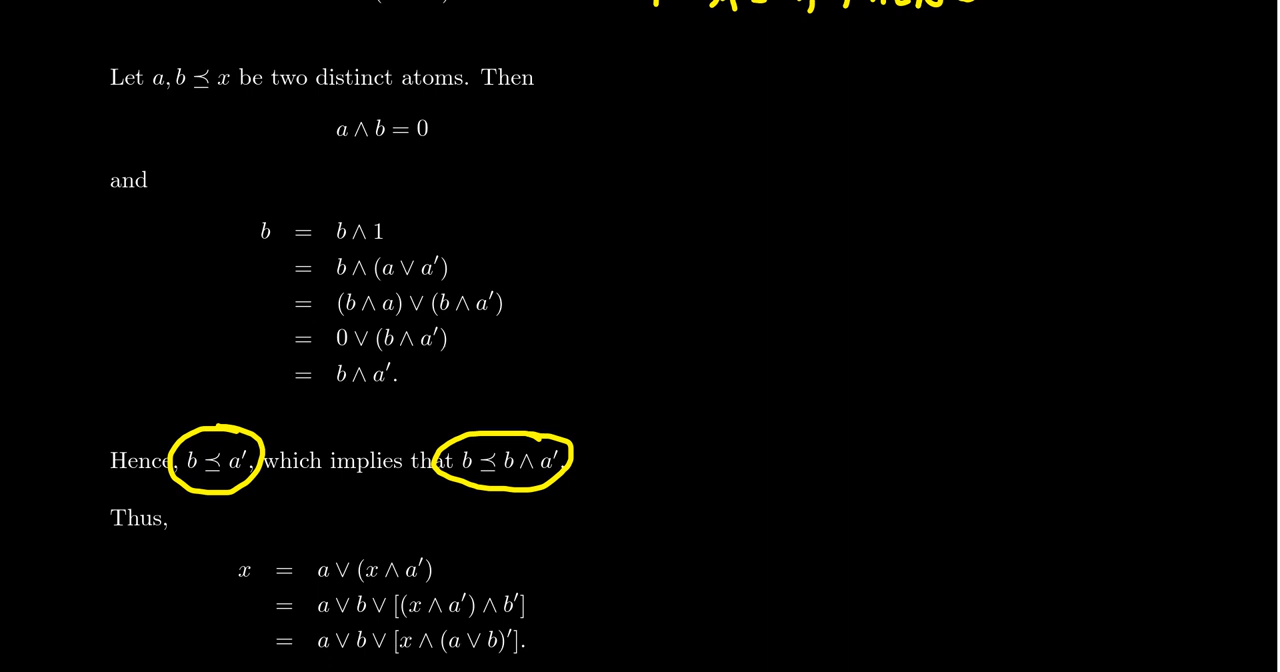 Let a, b ⪯ x be two distinct atoms. Then
a ∧ b = 0
and
b = b ∧ 1
= b ∧ (a ∨ a′)
= (b ∧ a) ∨ (b ∧ a′)
= 0 ∨ (b ∧ a′)
= b ∧ a′.
Hence, b ⪯ a′, which implies that b ⪯ b ∧ a′.
Thus,
x = a ∨ (x ∧ a′)
= a ∨ b ∨ [(x ∧ a′) ∧ b′]
= a ∨ b ∨ [x ∧ (a ∨ b)′].